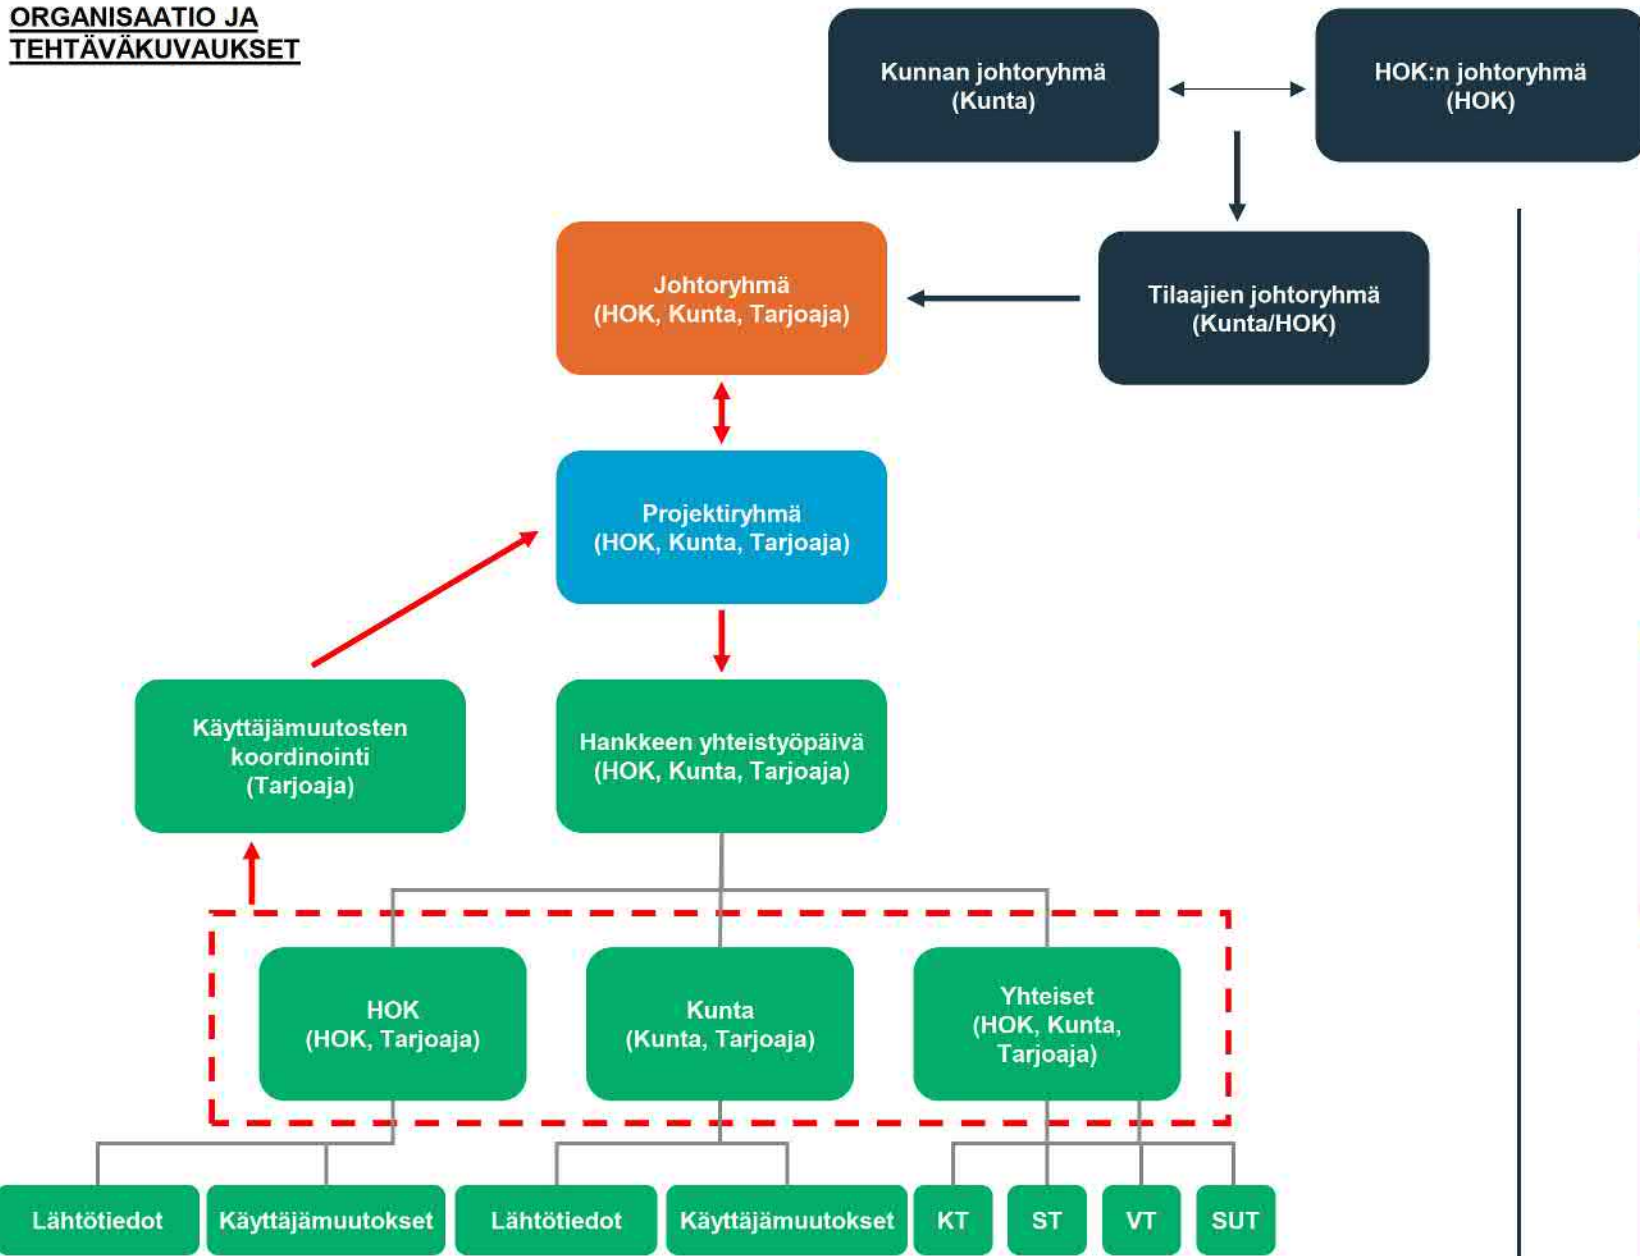 ORGANISAATIO JA
TEHTÄVÄKUVAUKSET
Kunnan johtoryhmä
(Kunta)
HOK:n johtoryhmä
(HOK)
Johtoryhmä
(HOK, Kunta, Tarjoaja)
Tilaajien johtoryhmä
(Kunta/HOK)
Projektiryhmä
(HOK, Kunta, Tarjoaja)
Käyttäjämuutosten
koordinointi
(Tarjoaja)
Hankkeen yhteistyöpäivä
(HOK, Kunta, Tarjoaja)
HOK
(HOK, Tarjoaja)
Kunta
(Kunta, Tarjoaja)
Yhteiset
(HOK, Kunta,
Tarjoaja)
Lähtötiedot
Käyttäjämuutokset
Lähtötiedot
Käyttäjämuutokset
KT
ST
VT
SUT